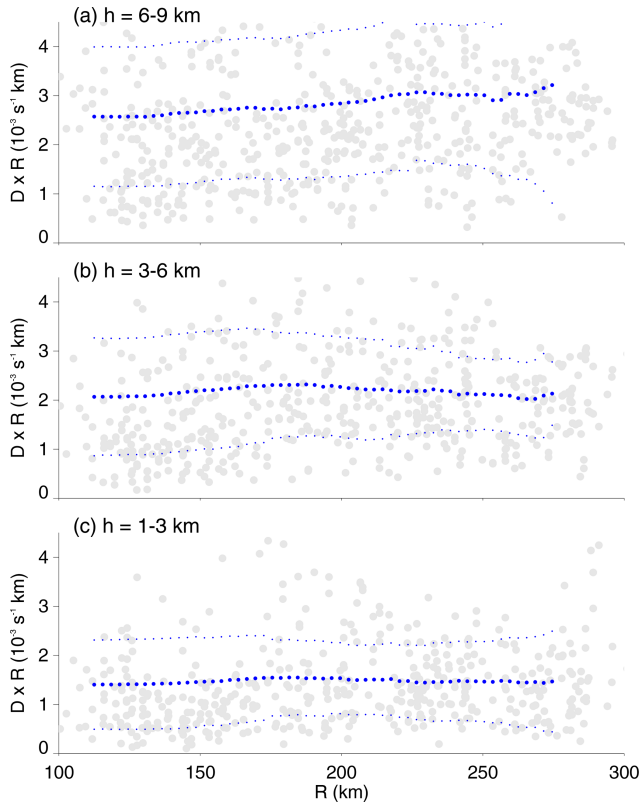 (a) h = 6-9 km
4
3
2
1
0
D x R (10⁻³ s⁻¹ km)
(b) h = 3-6 km
4
3
2
1
0
D x R (10⁻³ s⁻¹ km)
(c) h = 1-3 km
4
3
2
1
0
D x R (10⁻³ s⁻¹ km)
100 150 200 250 300
R (km)